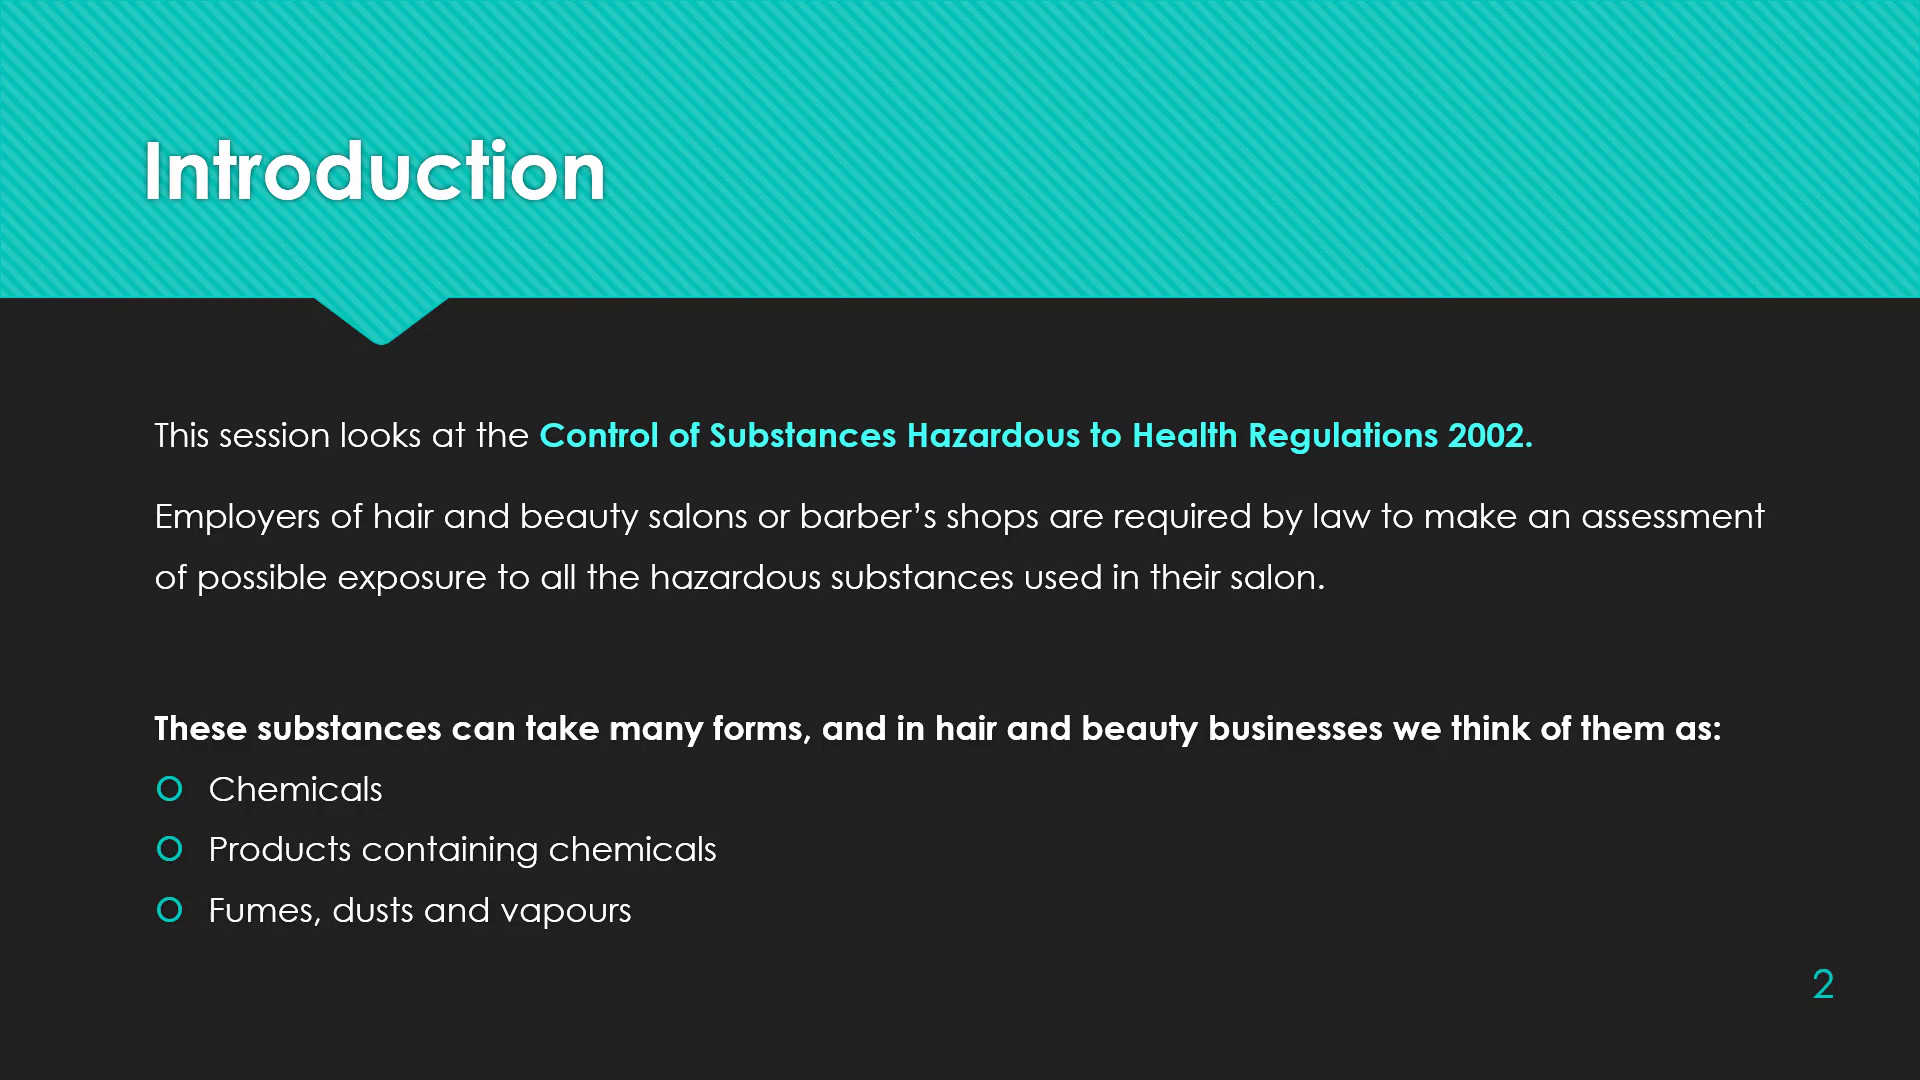 Introduction
This session looks at the Control of Substances Hazardous to Health Regulations 2002.
Employers of hair and beauty salons or barber’s shops are required by law to make an assessment
of possible exposure to all the hazardous substances used in their salon.
These substances can take many forms, and in hair and beauty businesses we think of them as:
Chemicals
Products containing chemicals
Fumes, dusts and vapours
2